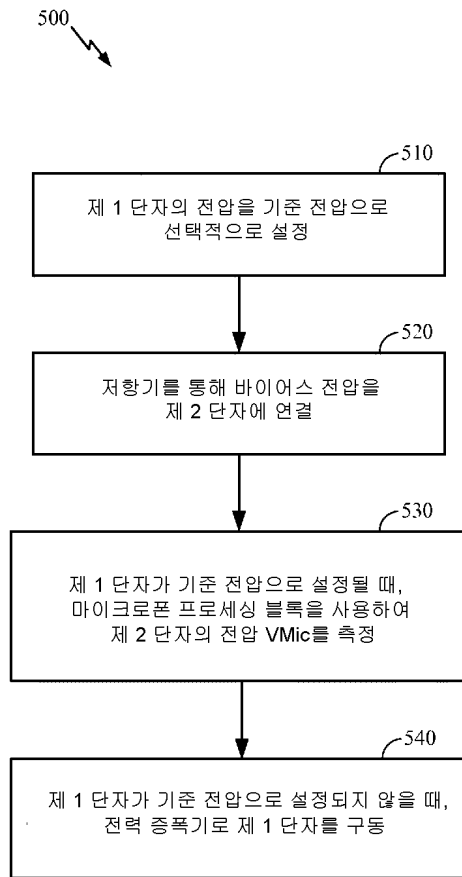 500
510
제 1 단자의 전압을 기준 전압으로
선택적으로 설정
520
저항기를 통해 바이어스 전압을
제 2 단자에 연결
530
제 1 단자가 기준 전압으로 설정될 때,
마이크로폰 프로세싱 블록을 사용하여
제 2 단자의 전압 VMic를 측정
540
제 1 단자가 기준 전압으로 설정되지 않을 때,
전력 증폭기로 제 1 단자를 구동